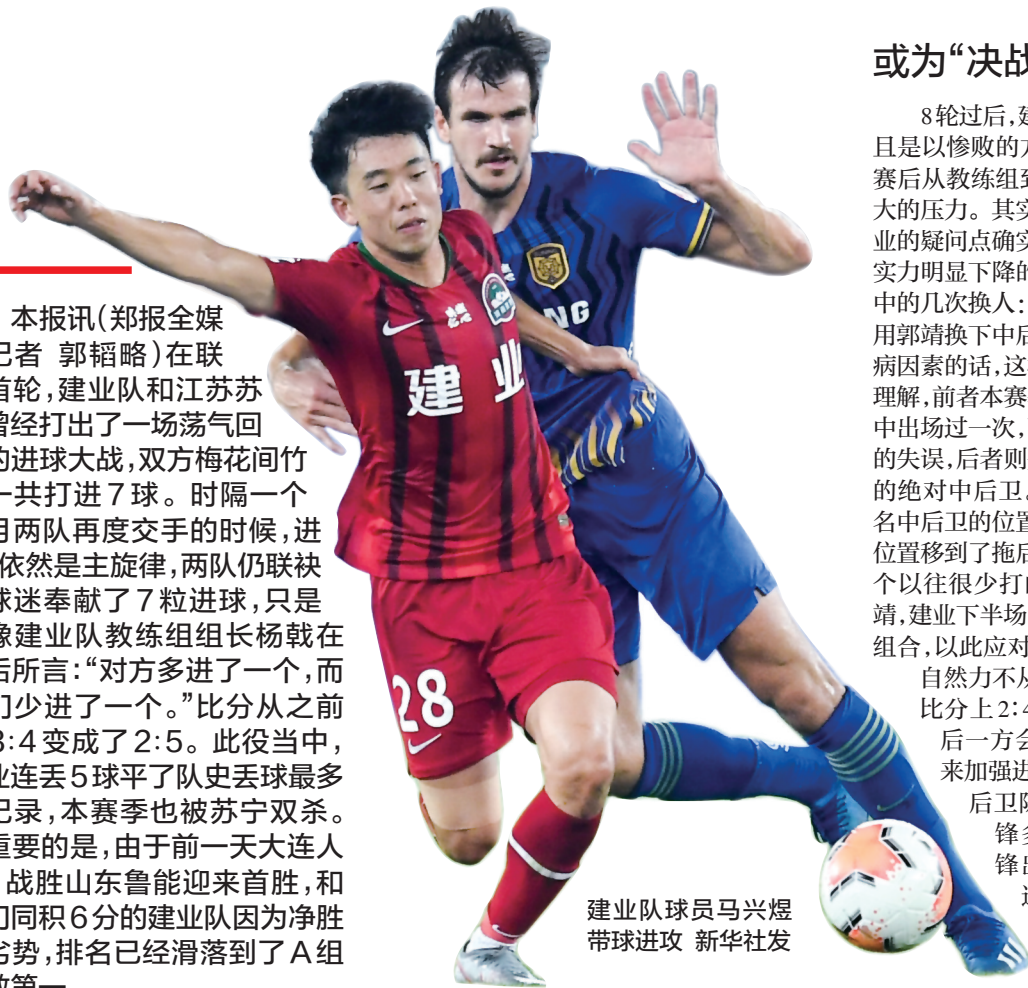 本报讯(郑报全媒
记者 郭韬略)在联
首轮,建业队和江苏苏
曾经打出了一场荡气回
的进球大战,双方梅花间竹
一共打进7球。时隔一个
月两队再度交手的时候,进
依然是主旋律,两队仍联袂
球迷奉献了7粒进球,只是
像建业队教练组组长杨戟在
后所言:“对方多进了一个,而
们少进了一个。”比分从之前
3:4变成了2:5。此役当中,
业连丢5球平了队史丢球最多
记录,本赛季也被苏宁双杀。
重要的是,由于前一天大连人
战胜山东鲁能迎来首胜,和
们同积6分的建业队因为净胜
劣势,排名已经滑落到了A组
建业
28
NG
建业队球员马兴煜
带球进攻 新华社发
或为“决战
8轮过后,建
且是以惨败的方
赛后从教练组到
大的压力。其实
业的疑问点确实
实力明显下降的
中的几次换人:
用郭靖换下中后
病因素的话,这
理解,前者本赛
中出场过一次,
的失误,后者则
的绝对中后卫。
名中后卫的位置
位置移到了拖后
个以往很少打
靖,建业下半场
组合,以此应对
自然力不从
比分上2:4
后一方会
来加强进
后卫队
锋多
锋出